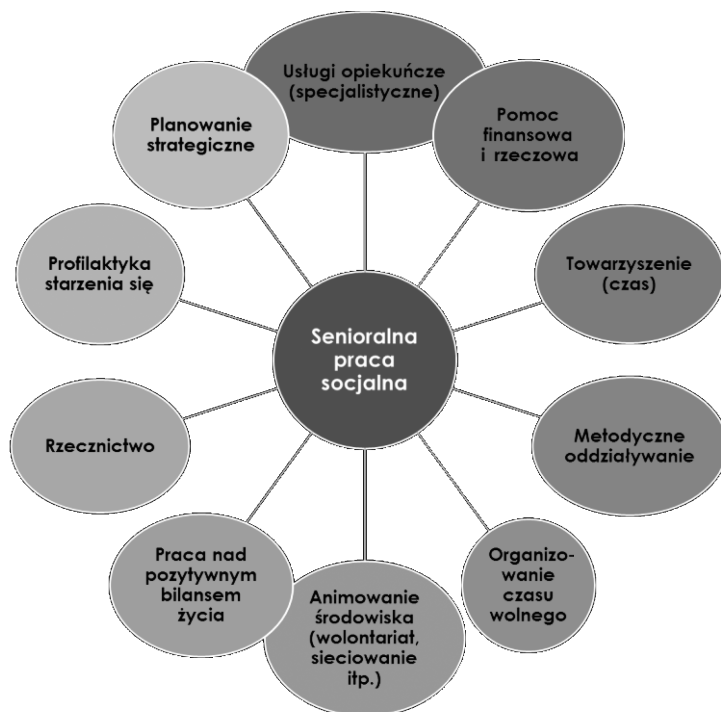 Usługi opiekuńcze
(specjalistyczne)
Pomoc
finansowa
i rzeczowa
Towarzyszenie
(czas)
Metodyczne
oddziaływanie
Organizo-
wanie
czasu
wolnego
Animowanie
środowiska
(wolontariat,
sieciowanie
itp.)
Praca nad
pozytywnym
bilansem
życia
Rzecznictwo
Profilaktyka
starzenia się
Planowanie
strategiczne
Senioralna
praca
socjalna